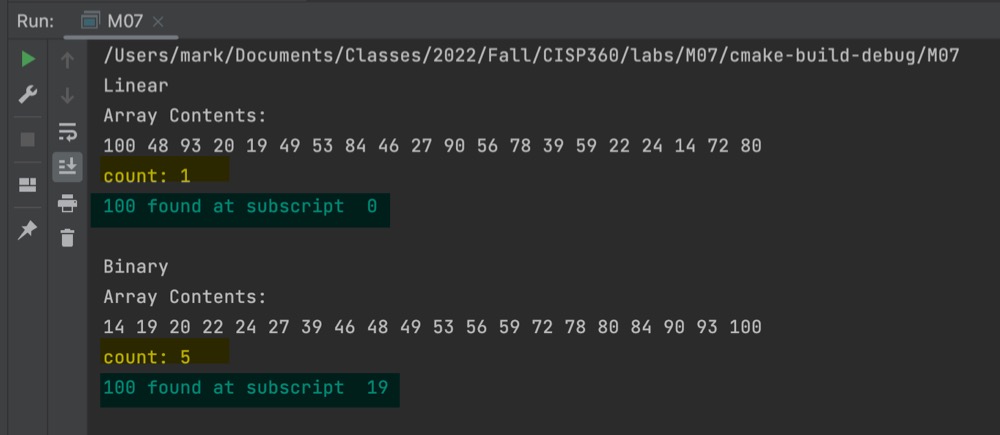 Run: M07
/Users/mark/Documents/Classes/2022/Fall/CISP360/labs/M07/cmake-build-debug/M07
Linear
Array Contents:
100 48 93 20 19 49 53 84 46 27 90 56 78 39 59 22 24 14 72 80
count: 1
100 found at subscript  0
Binary
Array Contents:
14 19 20 22 24 27 39 46 48 49 53 56 59 72 78 80 84 90 93 100
count: 5
100 found at subscript  19